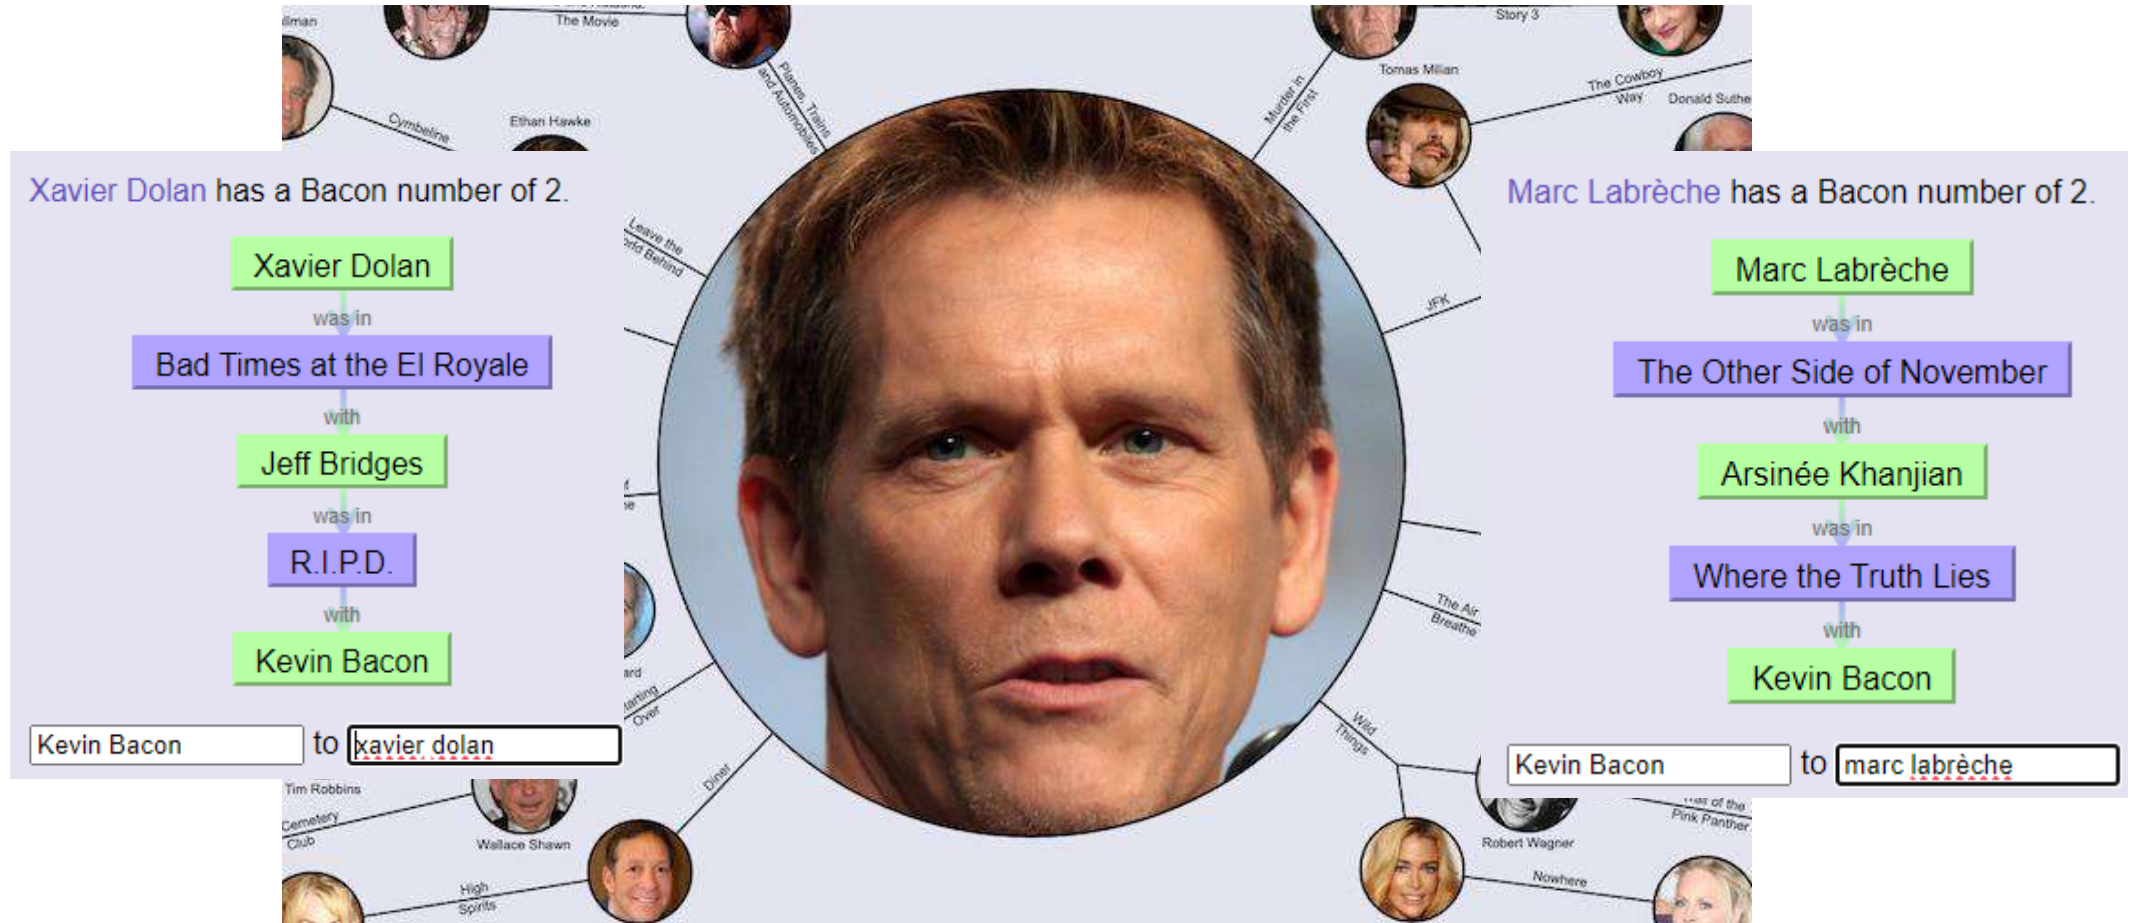 The Movie
Story 3
Planes, Trains
and Automobiles
Murder in
the First
Tomas Milian
The Cowboy
Way
Donald Suthe
Cymbeline
Ethan Hawke
Xavier Dolan has a Bacon number of 2.
Xavier Dolan
was in
Bad Times at the El Royale
with
Jeff Bridges
was in
R.I.P.D.
with
Kevin Bacon
Kevin Bacon to xavier dolan
Leave the
orld Behind
JFK
The Air
Breathe
arting
Over
Wild
Things
Diner
Marc Labrèche has a Bacon number of 2.
Marc Labrèche
was in
The Other Side of November
with
Arsinée Khanjian
was in
Where the Truth Lies
with
Kevin Bacon
Kevin Bacon to marc labrèche
Tim Robbins
Cemetery
Club
Wallace Shawn
High
Spirits
of the
Pink Panther
Robert Wagner
Nowhere